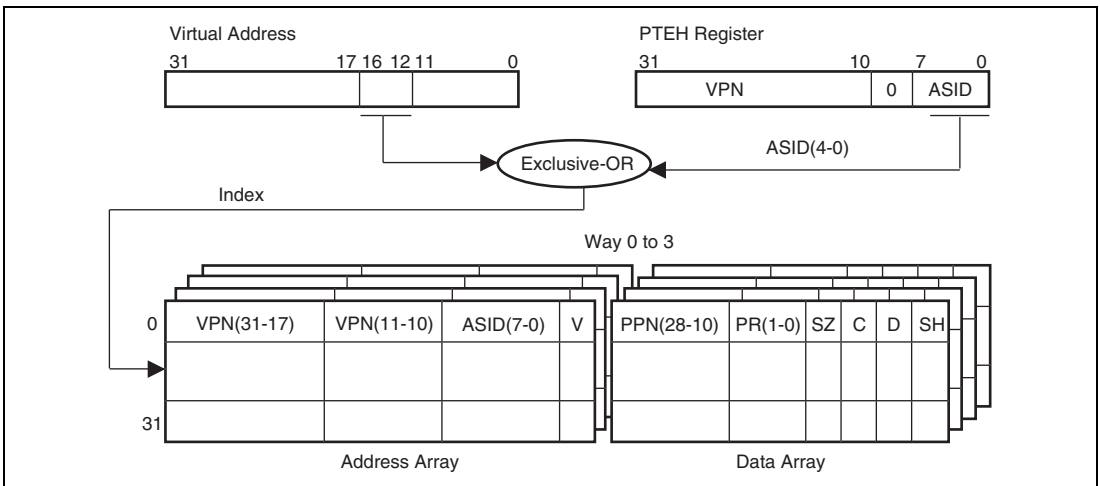 Virtual Address
31 17 16 12 11 0
PTEH Register
31 10 7 0
VPN 0 ASID
ASID(4-0)
Exclusive-OR
Index
Way 0 to 3
0 VPN(31-17) VPN(11-10) ASID(7-0) V PPN(28-10) PR(1-0) SZ C D SH
31
Address Array
Data Array